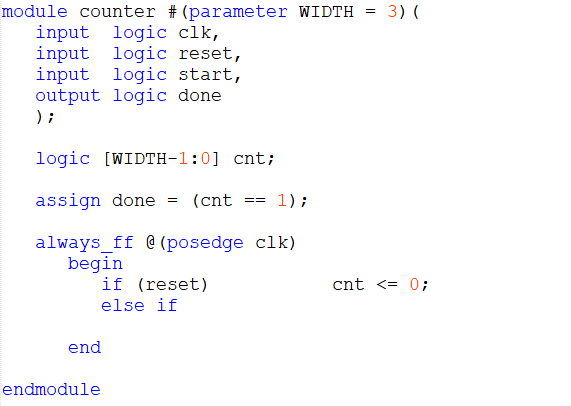 module counter #(parameter WIDTH = 3)(
input logic clk,
input logic reset,
input logic start,
output logic done
);
logic [WIDTH-1:0] cnt;
assign done = (cnt == 1);
always_ff @(posedge clk)
begin
if (reset) cnt <= 0;
else if
end
endmodule